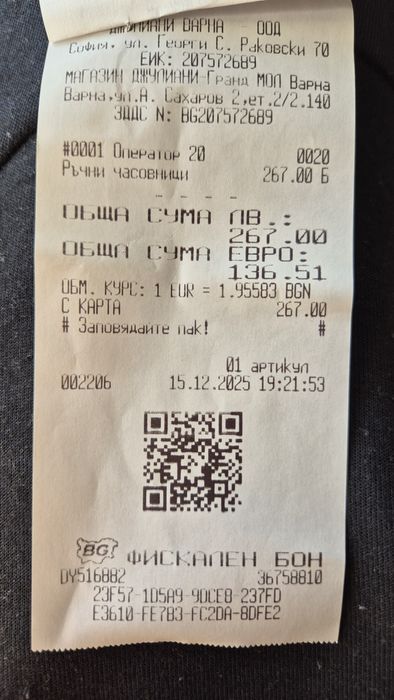 ДЖУЛИАНИ ВАРНА - ООД
София, ул. Георги С. Раковски 70
ЕИК: 207572689
МАГАЗИН ДЖУЛИАНИ-Гранд МОЛ Варна
Варна,ул.А. Сахаров 2,ет.2/2.140
ЗДДС N: BG207572689
#0001 Оператор 20 0020
Ръчни часовници 267.00 Б
- - - -
ОБЩА СУМА ЛВ.:
267.00
ОБЩА СУМА ЕВРО:
136.51
ОБМ. КУРС: 1 EUR = 1.95583 BGN
С КАРТА 267.00
# Заповядайте пак! #
01 артикул
002206 15.12.2025 19:21:53
BG ФИСКАЛЕН БОН
DY516882 36758810
23F57-1D5A9-9DCE8-237FD
E3610-FE7B3-FC2DA-8DFE2